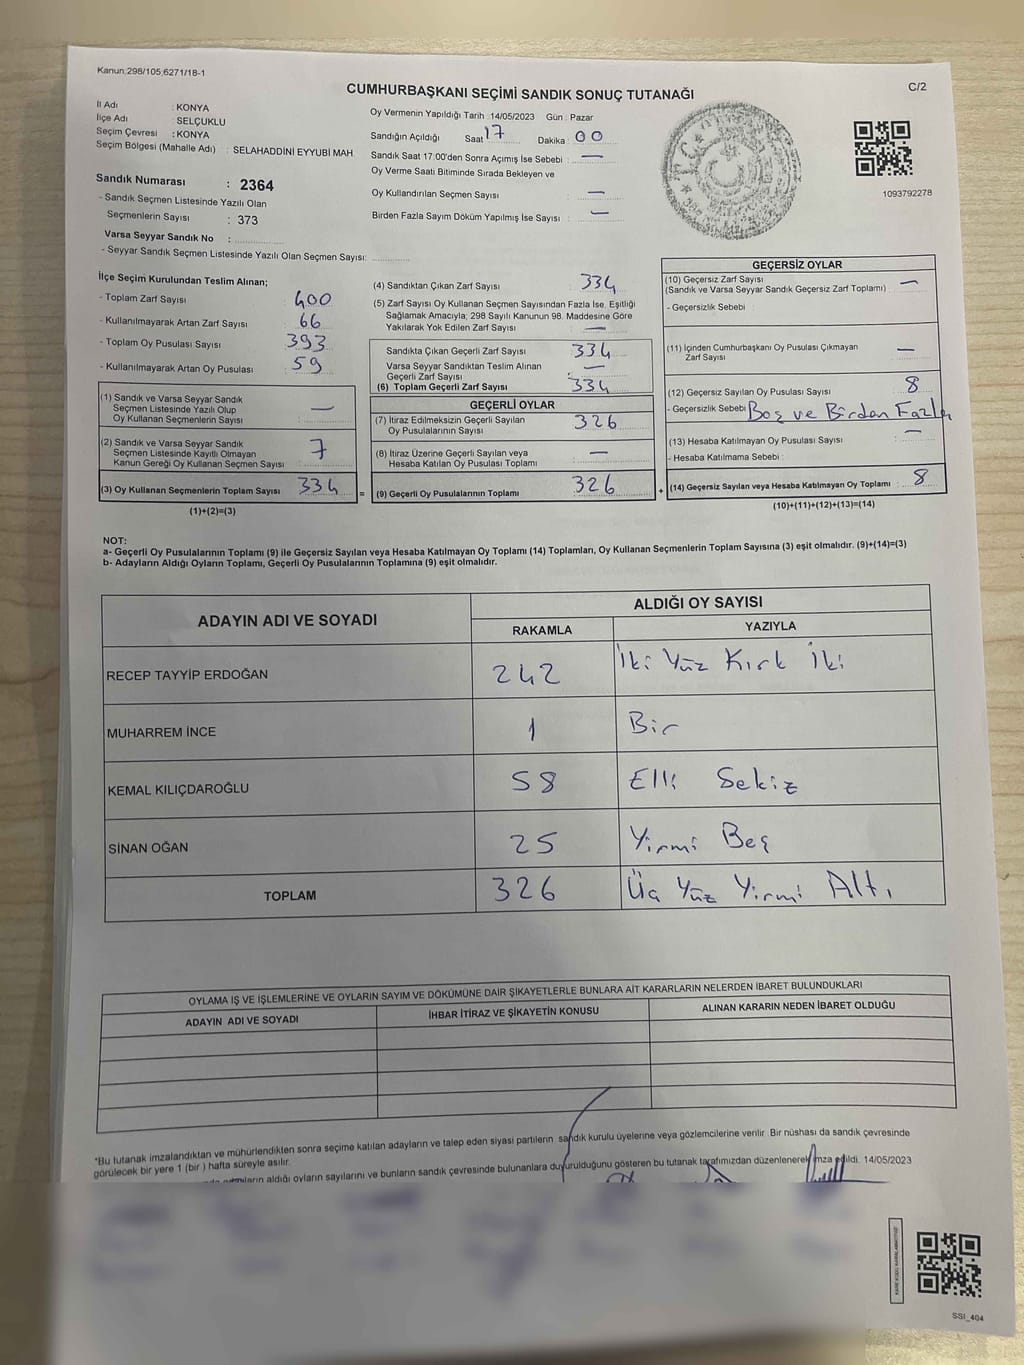 Kanun:298/105,6271/18-1
C/2
CUMHURBAŞKANI SEÇİMİ SANDIK SONUÇ TUTANAĞI
İl Adı : KONYA
İlçe Adı : SELÇUKLU
Seçim Çevresi : KONYA
Seçim Bölgesi (Mahalle Adı) : SELAHADDİNİ EYYUBİ MAH.
Sandık Numarası : 2364
- Sandık Seçmen Listesinde Yazılı Olan
Seçmenlerin Sayısı : 373
Varsa Seyyar Sandık No :
- Seyyar Sandık Seçmen Listesinde Yazılı Olan Seçmen Sayısı:
Oy Vermenin Yapıldığı Tarih : 14/05/2023 Gün : Pazar
Sandığın Açıldığı Saat 17 Dakika : 00
Sandık Saat 17:00'den Sonra Açımış İse Sebebi : —
Oy Verme Saati Bitiminde Sırada Bekleyen ve
Oy Kullandırılan Seçmen Sayısı : —
Birden Fazla Sayım Döküm Yapılmış İse Sayısı : —
1093792278
İlçe Seçim Kurulundan Teslim Alınan;
- Toplam Zarf Sayısı : 400
- Kullanılmayarak Artan Zarf Sayısı : 66
- Toplam Oy Pusulası Sayısı : 393
- Kullanılmayarak Artan Oy Pusulası : 59
(1) Sandık ve Varsa Seyyar Sandık
Seçmen Listesinde Yazılı Olup
Oy Kullanan Seçmenlerin Sayısı : —
(2) Sandık ve Varsa Seyyar Sandık
Seçmen Listesinde Kayıtlı Olmayan
Kanun Gereği Oy Kullanan Seçmen Sayısı : 7
(3) Oy Kullanan Seçmenlerin Toplam Sayısı : 334
(1)+(2)=(3)
(4) Sandıktan Çıkan Zarf Sayısı : 334
(5) Zarf Sayısı Oy Kullanan Seçmen Sayısından Fazla İse, Eşitliği
Sağlamak Amacıyla; 298 Sayılı Kanunun 98. Maddesine Göre
Yakılarak Yok Edilen Zarf Sayısı : —
Sandıkta Çıkan Geçerli Zarf Sayısı : 334
Varsa Seyyar Sandıktan Teslim Alınan
Geçerli Zarf Sayısı : —
(6) Toplam Geçerli Zarf Sayısı : 334
GEÇERLİ OYLAR
(7) İtiraz Edilmeksizin Geçerli Sayılan
Oy Pusulalarının Sayısı : 326
(8) İtiraz Üzerine Geçerli Sayılan veya
Hesaba Katılan Oy Pusulası Toplamı : —
= (9) Geçerli Oy Pusulalarının Toplamı : 326
GEÇERSİZ OYLAR
(10) Geçersiz Zarf Sayısı
(Sandık ve Varsa Seyyar Sandık Geçersiz Zarf Toplamı) : —
- Geçersizlik Sebebi :
(11) İçinden Cumhurbaşkanı Oy Pusulası Çıkmayan
Zarf Sayısı : —
(12) Geçersiz Sayılan Oy Pusulası Sayısı : 8
- Geçersizlik Sebebi : Boş ve Birden Fazla
(13) Hesaba Katılmayan Oy Pusulası Sayısı : —
- Hesaba Katılmama Sebebi :
+ (14) Geçersiz Sayılan veya Hesaba Katılmayan Oy Toplamı : 8
(10)+(11)+(12)+(13)=(14)
NOT:
a- Geçerli Oy Pusulalarının Toplamı (9) ile Geçersiz Sayılan veya Hesaba Katılmayan Oy Toplamı (14) Toplamları, Oy Kullanan Seçmenlerin Toplam Sayısına (3) eşit olmalıdır. (9)+(14)=(3)
b- Adayların Aldığı Oyların Toplamı, Geçerli Oy Pusulalarının Toplamına (9) eşit olmalıdır.
ADAYIN ADI VE SOYADI
ALDIĞI OY SAYISI
RAKAMLA YAZIYLA
RECEP TAYYİP ERDOĞAN 242 İki Yüz Kırk İki
MUHARREM İNCE 1 Bir
KEMAL KILIÇDAROĞLU 58 Elli Sekiz
SİNAN OĞAN 25 Yirmi Beş
TOPLAM 326 Üç Yüz Yirmi Altı
OYLAMA İŞ VE İŞLEMLERİNE VE OYLARIN SAYIM VE DÖKÜMÜNE DAİR ŞİKAYETLERLE BUNLARA AİT KARARLARIN NELERDEN İBARET BULUNDUKLARI
ADAYIN ADI VE SOYADI İHBAR İTİRAZ VE ŞİKAYETİN KONUSU ALINAN KARARIN NEDEN İBARET OLDUĞU
*Bu tutanak imzalandıktan ve mühürlendikten sonra seçime katılan adayların ve talep eden siyasi partilerin sandık kurulu üyelerine veya gözlemcilerine verilir. Bir nüshası da sandık çevresinde
görülecek bir yere 1 (bir ) hafta süreyle asılır.
aldığı oyların sayılarını ve bunların sandık çevresinde bulunanlara duyurulduğunu gösteren bu tutanak tarafımızdan düzenlenerek imza edildi. 14/05/2023
SSI_404